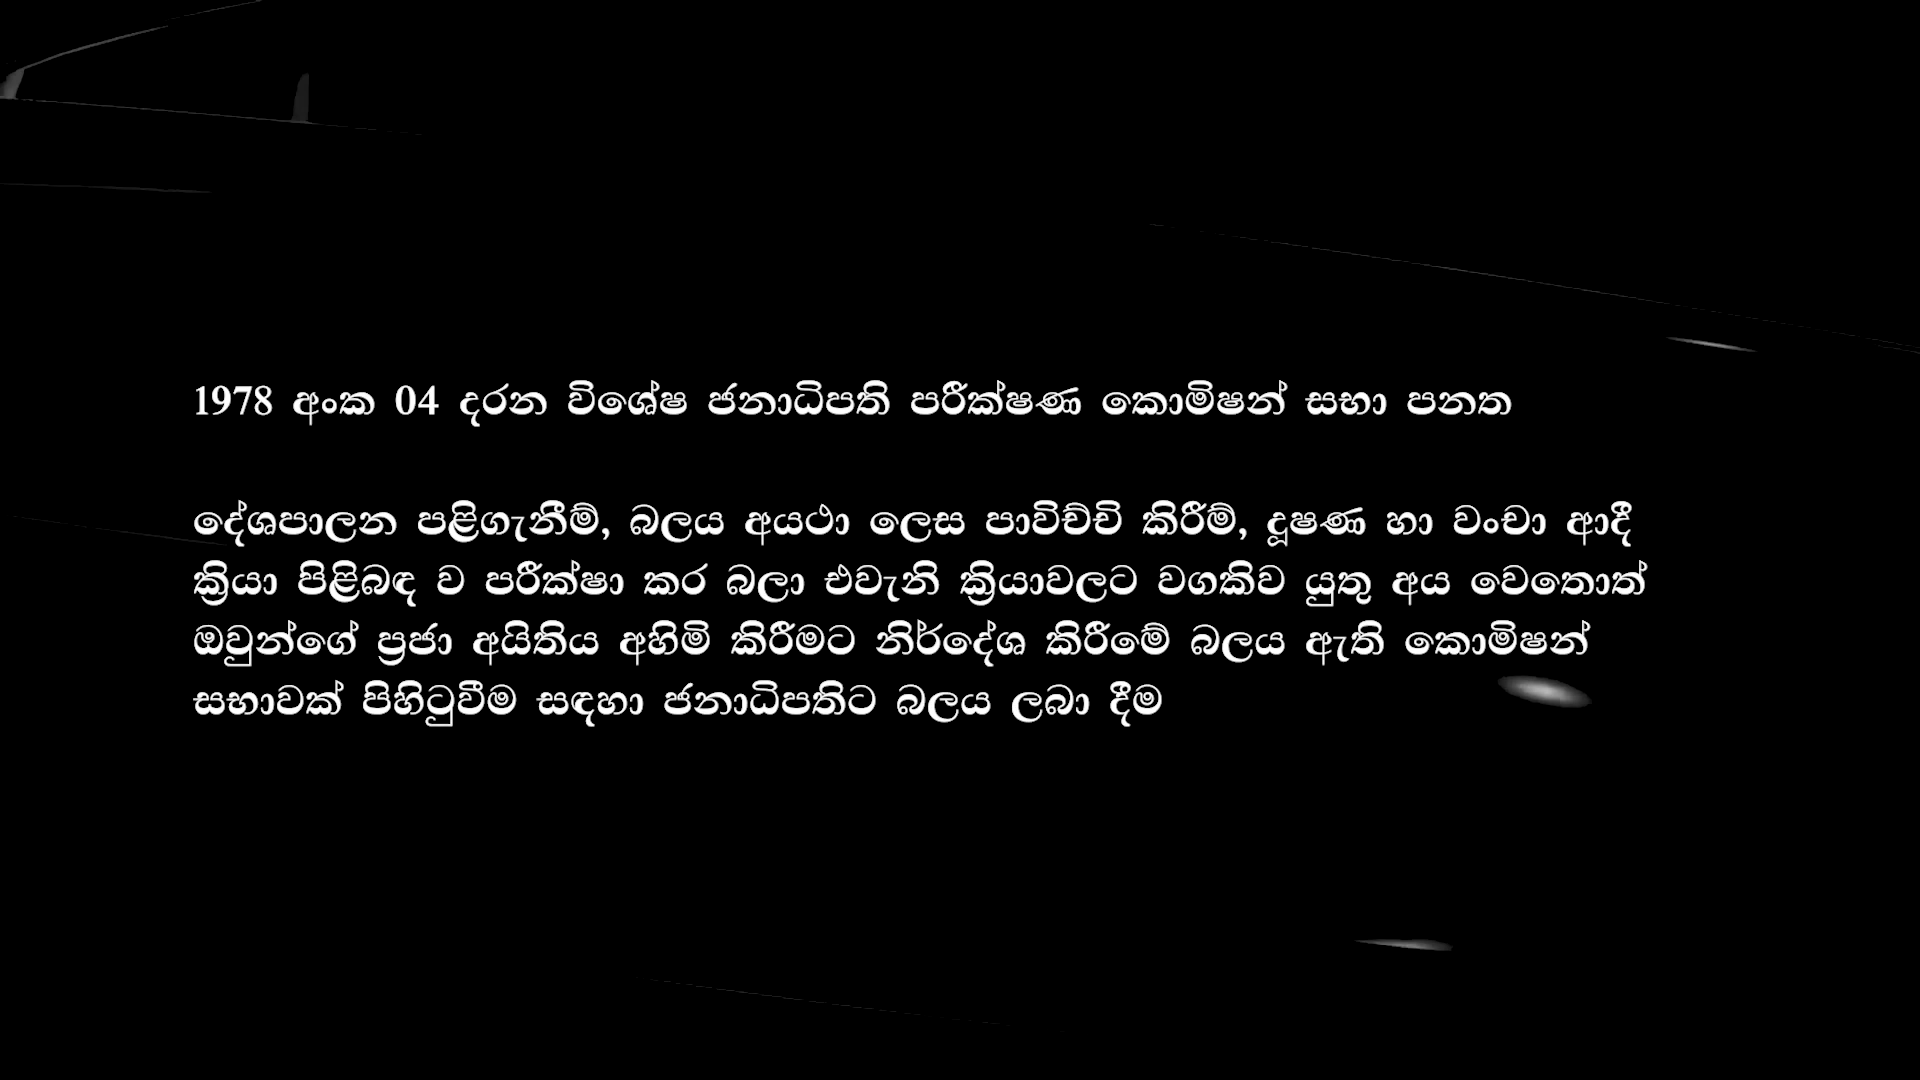 1978 අංක 04 දරන විශේෂ ජනාධිපති පරීක්ෂණ කොමිෂන් සභා පනත
දේශපාලන පළිගැනීම්, බලය අයථා ලෙස පාවිච්චි කිරීම්, දූෂණ හා වංචා ආදී
ක්‍රියා පිළිබඳ ව පරීක්ෂා කර බලා එවැනි ක්‍රියාවලට වගකිව යුතු අය වෙතොත්
ඔවුන්ගේ ප්‍රජා අයිතිය අහිමි කිරීමට නිර්දේශ කිරීමේ බලය ඇති කොමිෂන්
සභාවක් පිහිටුවීම සඳහා ජනාධිපතිට බලය ලබා දීම